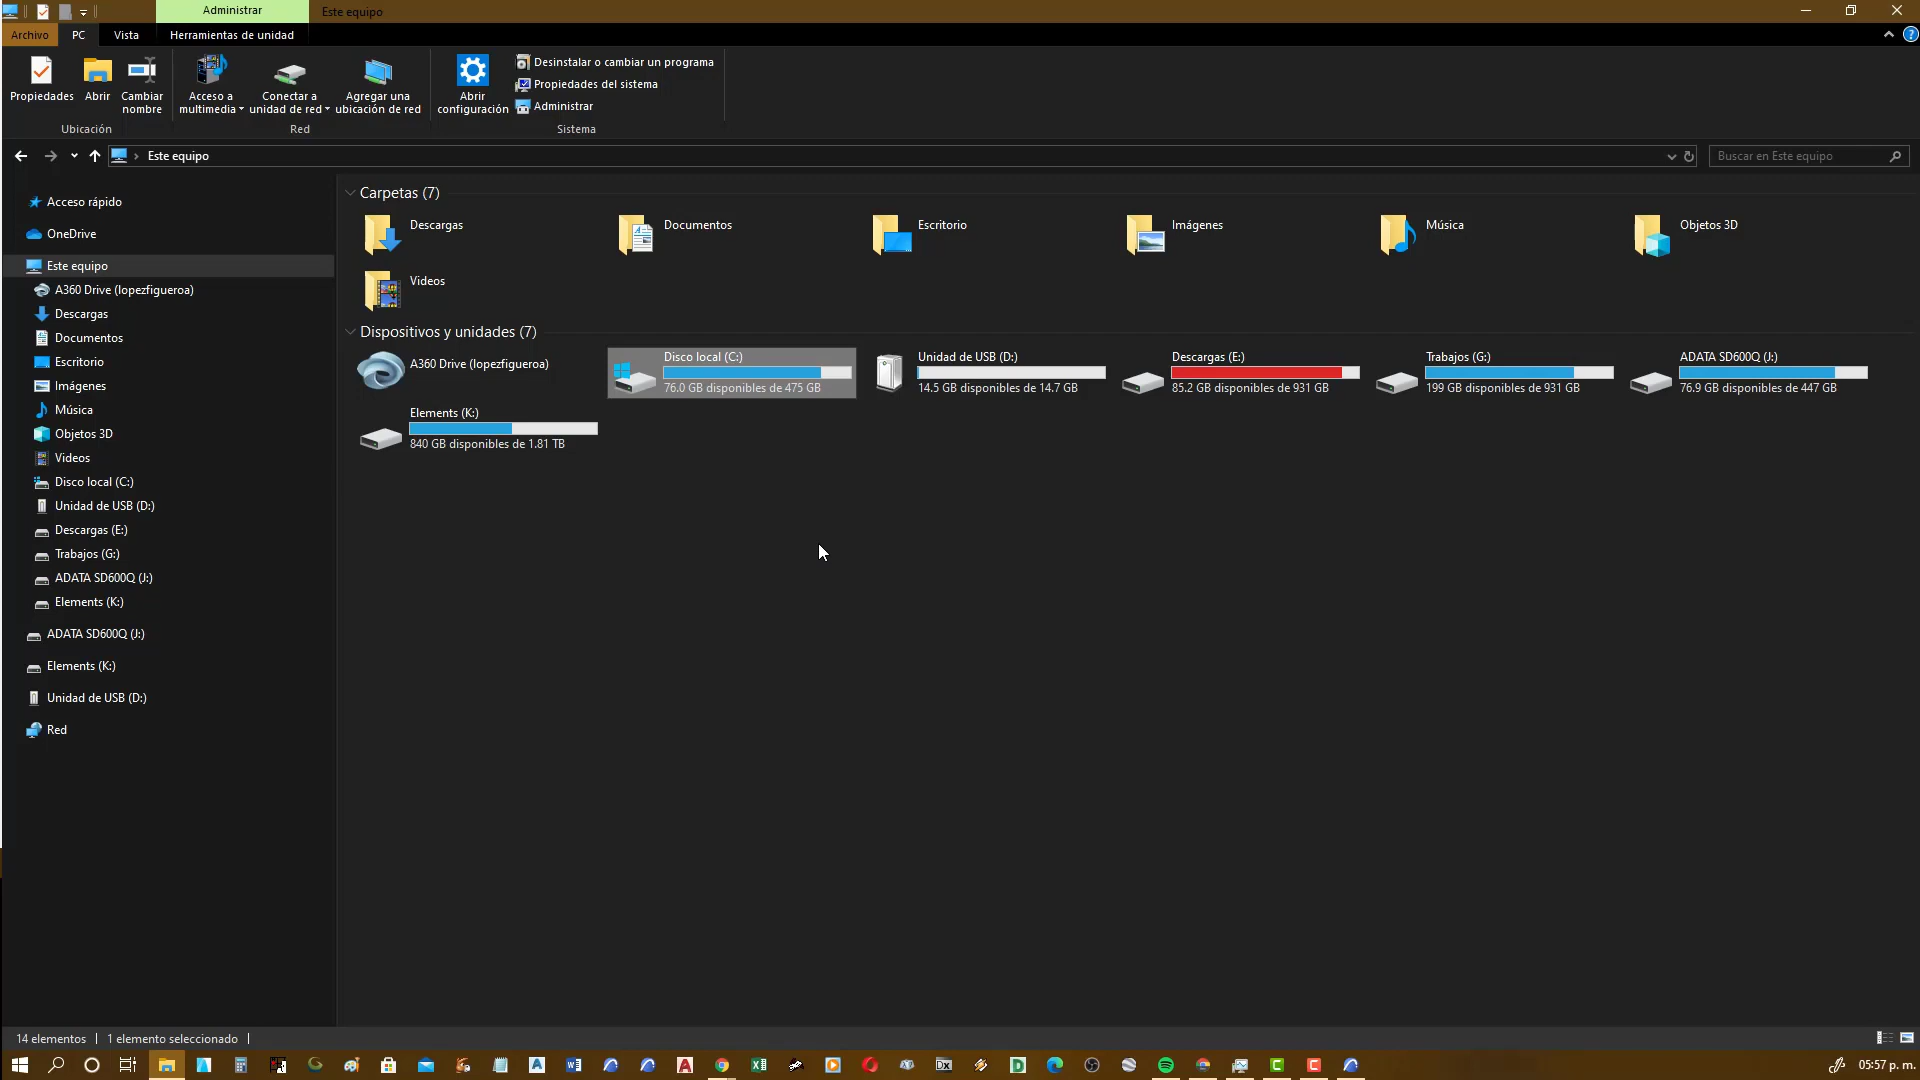 Administrar
Este equipo
Archivo
PC
Vista
Herramientas de unidad
Propiedades
Abrir
Cambiar
nombre
Acceso a
multimedia
Conectar a
unidad de red
Agregar una
ubicación de red
Abrir
configuración
Desinstalar o cambiar un programa
Propiedades del sistema
Administrar
Ubicación
Red
Sistema
Este equipo
Buscar en Este equipo
Acceso rápido
OneDrive
Este equipo
A360 Drive (lopezfigueroa)
Descargas
Documentos
Escritorio
Imágenes
Música
Objetos 3D
Videos
Disco local (C:)
Unidad de USB (D:)
Descargas (E:)
Trabajos (G:)
ADATA SD600Q (J:)
Elements (K:)
ADATA SD600Q (J:)
Elements (K:)
Unidad de USB (D:)
Red
Carpetas (7)
Descargas
Documentos
Escritorio
Imágenes
Música
Objetos 3D
Videos
Dispositivos y unidades (7)
A360 Drive (lopezfigueroa)
Disco local (C:)
76.0 GB disponibles de 475 GB
Unidad de USB (D:)
14.5 GB disponibles de 14.7 GB
Descargas (E:)
85.2 GB disponibles de 931 GB
Trabajos (G:)
199 GB disponibles de 931 GB
ADATA SD600Q (J:)
76.9 GB disponibles de 447 GB
Elements (K:)
840 GB disponibles de 1.81 TB
14 elementos
1 elemento seleccionado
05:57 p. m.